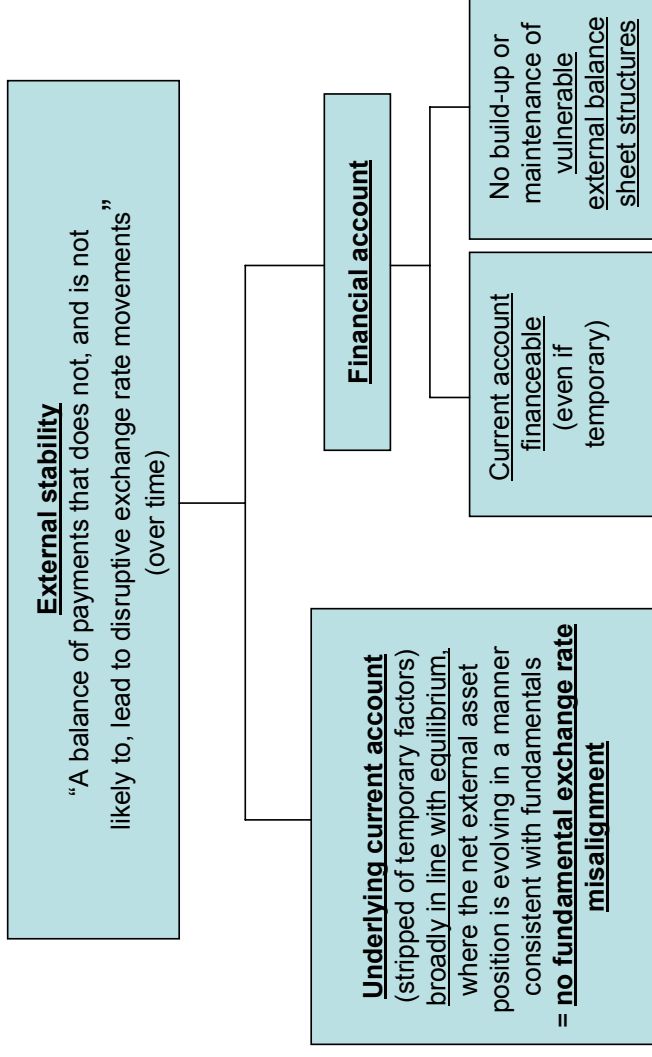 External stability
“A balance of payments that does not, and is not
likely to, lead to disruptive exchange rate movements”
(over time)
Underlying current account
(stripped of temporary factors)
broadly in line with equilibrium,
where the net external asset
position is evolving in a manner
consistent with fundamentals
= no fundamental exchange rate
misalignment
Financial account
Current account
financeable
(even if
temporary)
No build-up or
maintenance of
vulnerable
external balance
sheet structures